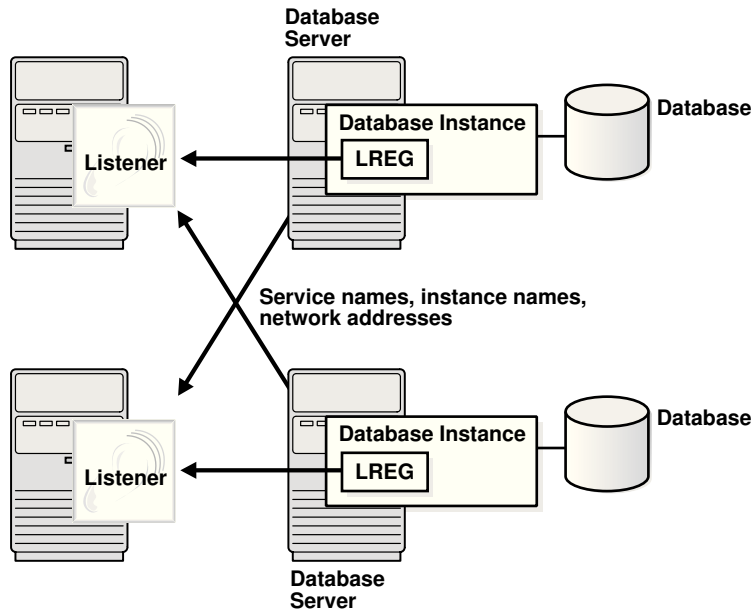 Database
Server
Database
Database Instance
LREG
Listener
Service names, instance names,
network addresses
Database
Database Instance
LREG
Listener
Database
Server